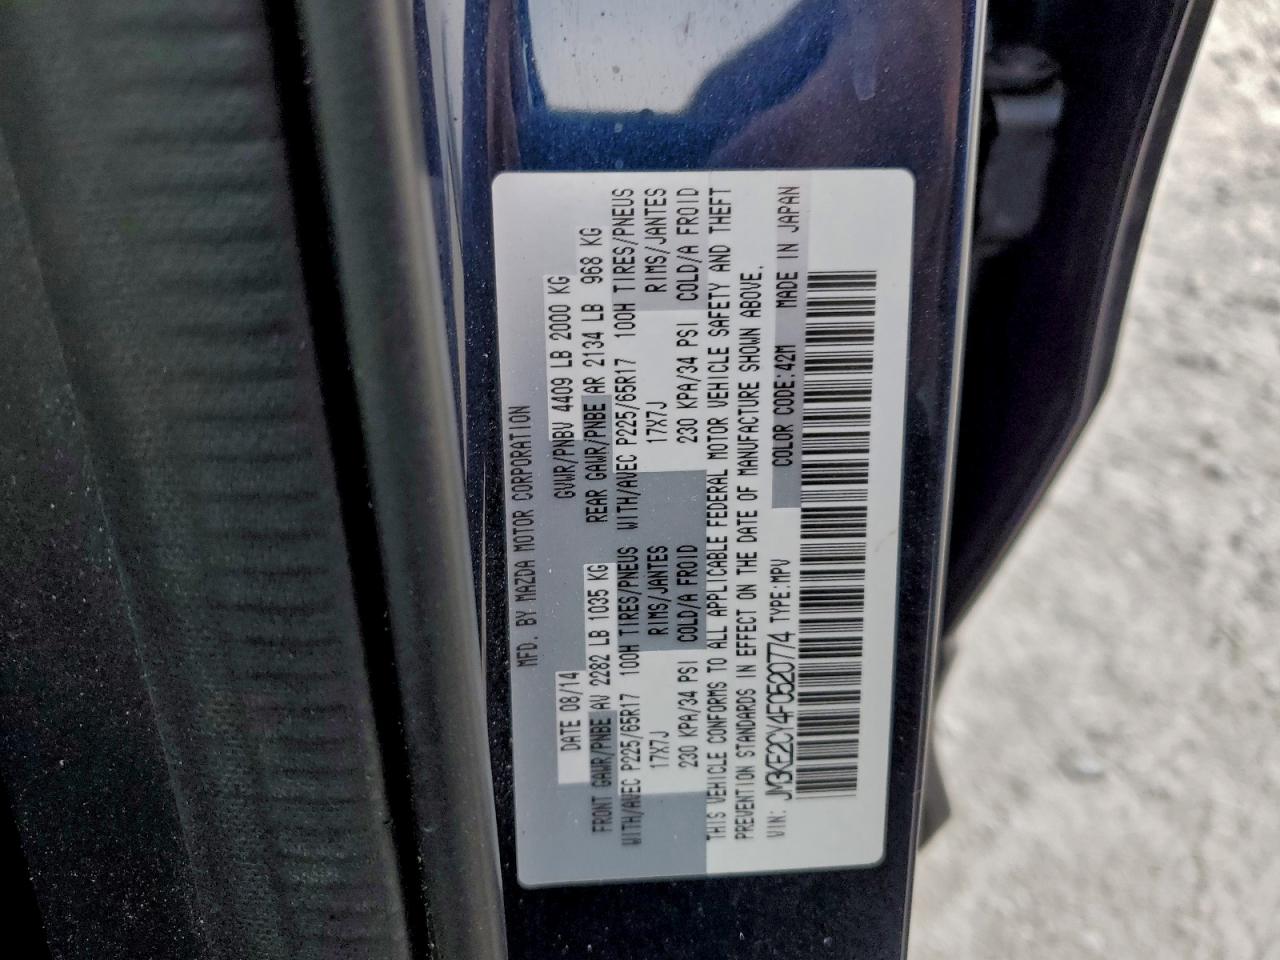 MFD. BY MAZDA MOTOR CORPORATION
DATE 08/14 GVWR/PNBV 4409 LB 2000 KG
FRONT GAWR/PNBE AV 2282 LB 1035 KG REAR GAWR/PNBE AR 2134 LB 968 KG
WITH/AVEC P225/65R17 100H TIRES/PNEUS WITH/AVEC P225/65R17 100H TIRES/PNEUS
17X7J RIMS/JANTES 17X7J RIMS/JANTES
230 KPA/34 PSI COLD/A FROID 230 KPA/34 PSI COLD/A FROID
THIS VEHICLE CONFORMS TO ALL APPLICABLE FEDERAL MOTOR VEHICLE SAFETY AND THEFT
PREVENTION STANDARDS IN EFFECT ON THE DATE OF MANUFACTURE SHOWN ABOVE.
VIN: JM3KE2CY4F0520774 TYPE:MPV COLOR CODE:42M MADE IN JAPAN